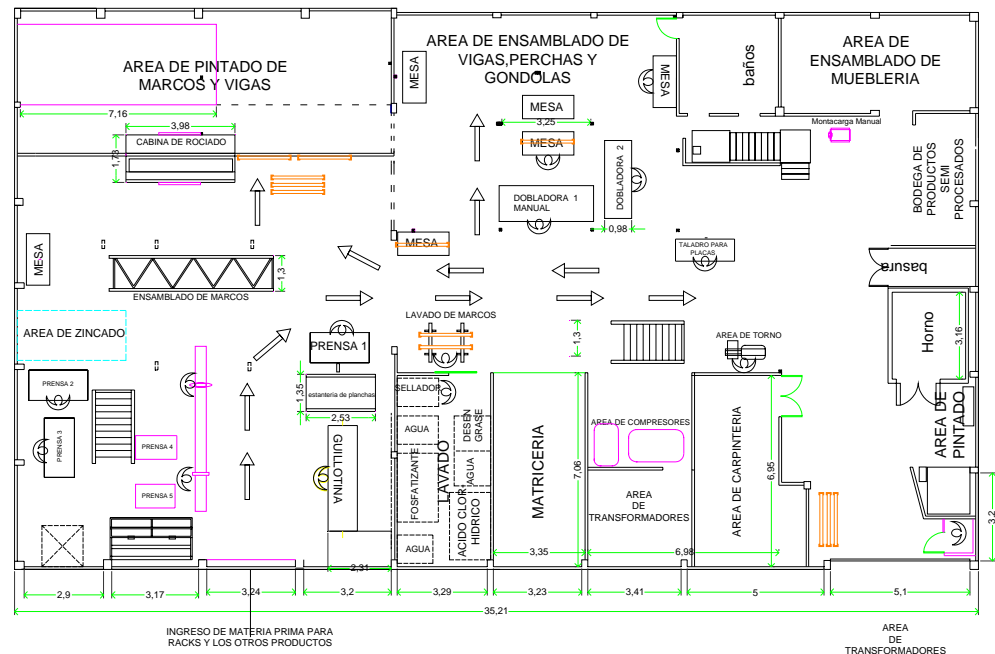 AREA DE PINTADO DE
MARCOS Y VIGAS
7,16
3,98
CABINA DE ROCIADO
1,73
MESA
AREA DE ENSAMBLADO DE
VIGAS,PERCHAS Y
GONDOLAS
MESA
3,25
MESA
MESA
baños
AREA DE
ENSAMBLADO DE
MUEBLERIA
Montacarga Manual
BODEGA DE
PRODUCTOS
SEMI
PROCESADOS
DOBLADORA 1
MANUAL
DOBLADORA 2
0,98
TALADRO PARA
PLACAS
basura
MESA
MESA
1,3
ENSAMBLADO DE MARCOS
AREA DE ZINCADO
LAVADO DE MARCOS
1,3
AREA DE TORNO
Horno
3,16
PRENSA 1
1,35
estanteria de planchas
2,53
PRENSA 2
PRENSA 3
PRENSA 4
PRENSA 5
GUILLOTINA
2,31
SELLADOR
AGUA
FOSFATIZANTE
AGUA
LAVADO
DESEN
GRASE
AGUA
ACIDO CLOR
HIDRICO
MATRICERIA
7,06
3,35
AREA DE COMPRESORES
AREA
DE
TRANSFORMADORES
6,98
AREA DE CARPINTERIA
6,95
AREA DE
PINTADO
3,2
2,9
3,17
3,24
3,2
3,29
3,23
3,41
5
5,1
35,21
INGRESO DE MATERIA PRIMA PARA
RACKS Y LOS OTROS PRODUCTOS
AREA
DE
TRANSFORMADORES